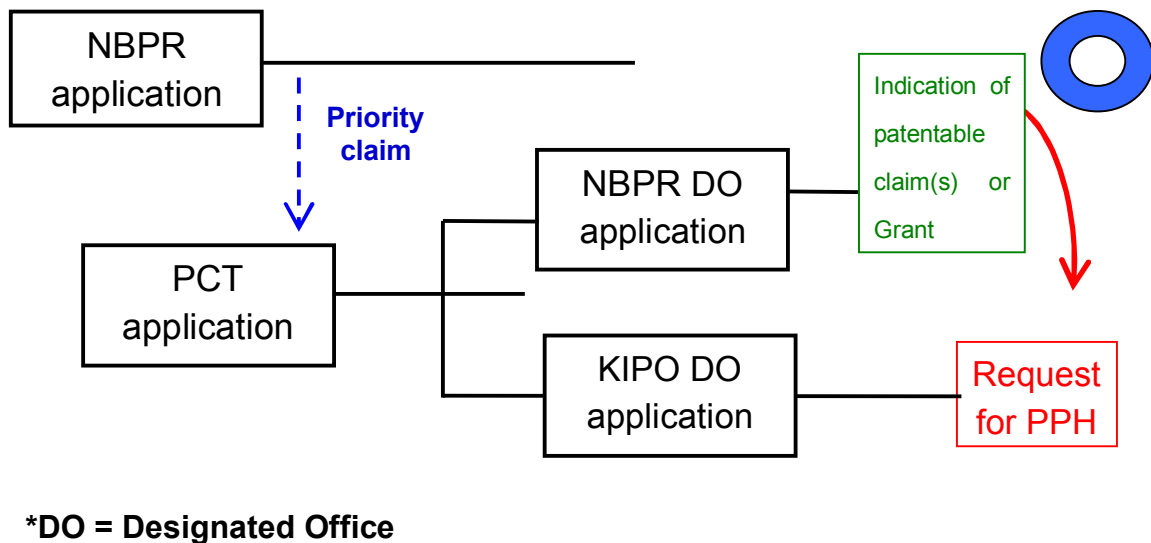 NBPR
application
Priority
claim
Indication of
patentable
claim(s) or
Grant
NBPR DO
application
PCT
application
KIPO DO
application
Request
for PPH
*DO = Designated Office